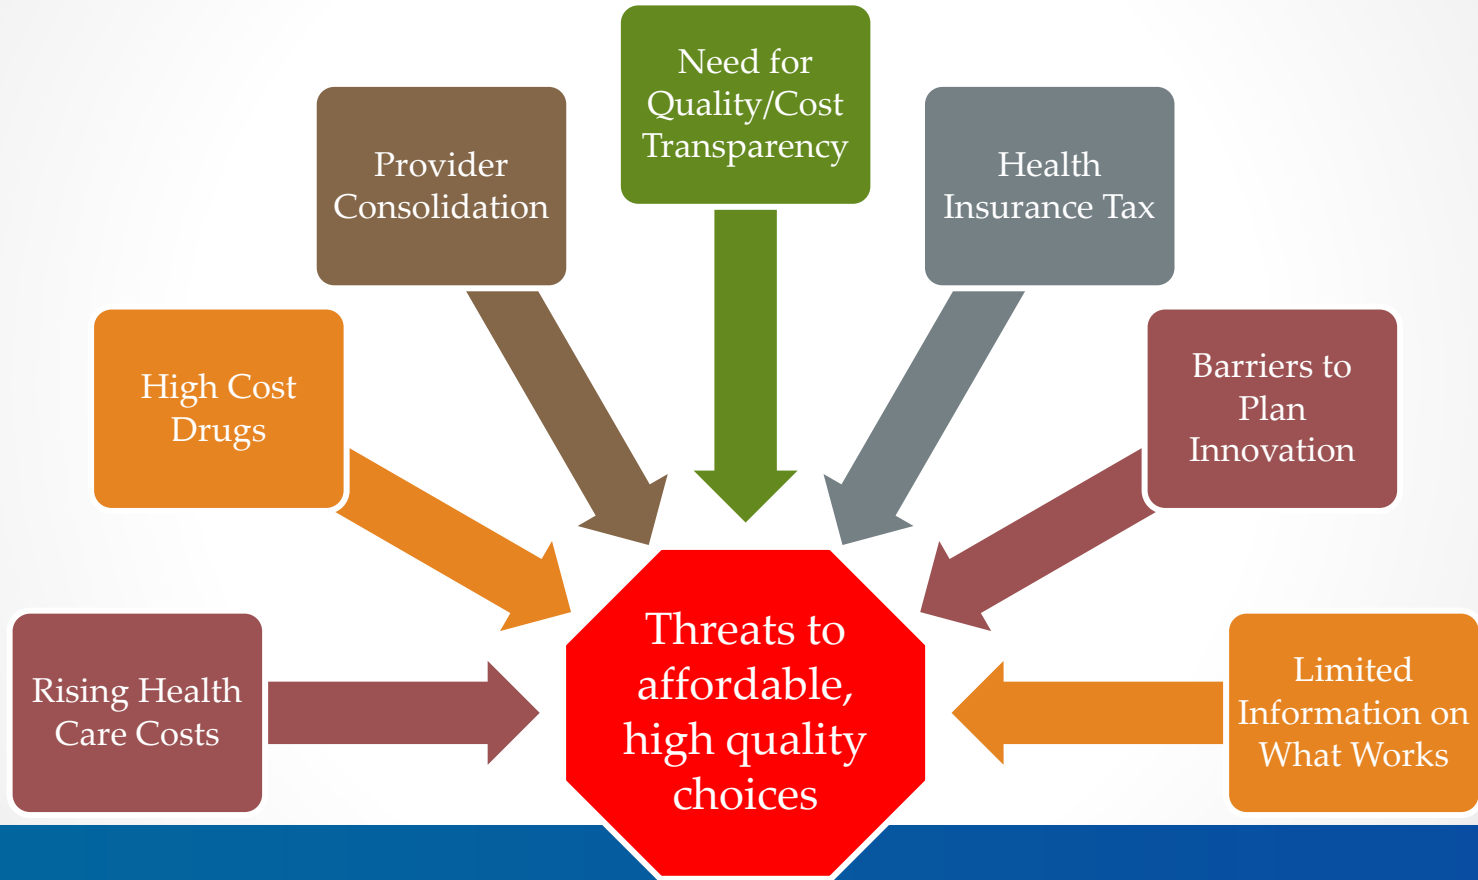 Need for
Quality/Cost
Transparency
Provider
Consolidation
Health
Insurance Tax
High Cost
Drugs
Barriers to
Plan
Innovation
Rising Health
Care Costs
Threats to
affordable,
high quality
choices
Limited
Information on
What Works